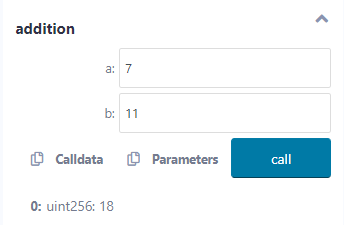 addition
a: 7
b: 11
Calldata Parameters call
0: uint256: 18